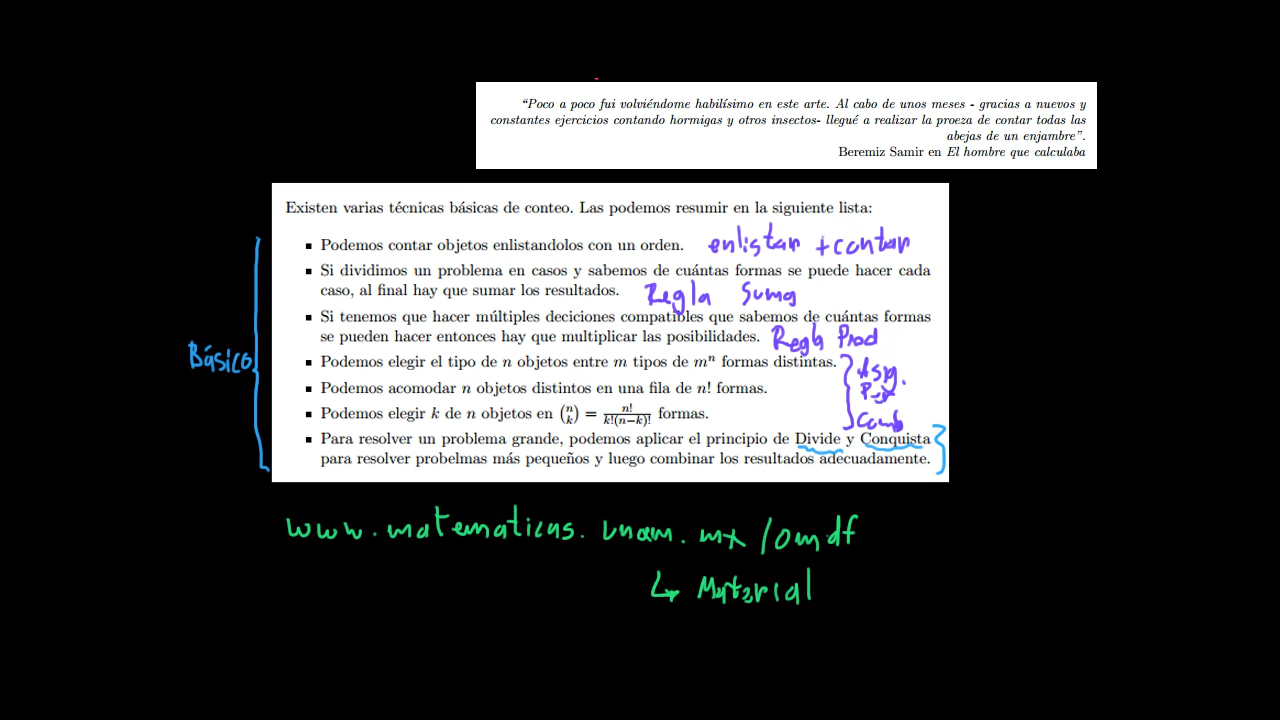 “Poco a poco fui volviéndome habilísimo en este arte. Al cabo de unos meses - gracias a nuevos y
constantes ejercicios contando hormigas y otros insectos- llegué a realizar la proeza de contar todas las
abejas de un enjambre”.
Beremiz Samir en El hombre que calculaba
Existen varias técnicas básicas de conteo. Las podemos resumir en la siguiente lista:
▪ Podemos contar objetos enlistandolos con un orden. enlistar + contar
▪ Si dividimos un problema en casos y sabemos de cuántas formas se puede hacer cada
caso, al final hay que sumar los resultados. Regla Suma
▪ Si tenemos que hacer múltiples deciciones compatibles que sabemos de cuántas formas
se pueden hacer entonces hay que multiplicar las posibilidades. Regla Prod
Básico
▪ Podemos elegir el tipo de n objetos entre m tipos de mⁿ formas distintas. Asig.
▪ Podemos acomodar n objetos distintos en una fila de n! formas. Per
▪ Podemos elegir k de n objetos en (n k) = n!/k!(n−k)! formas. Comb
▪ Para resolver un problema grande, podemos aplicar el principio de Divide y Conquista
para resolver probelmas más pequeños y luego combinar los resultados adecuadamente.
www.matematicas.unam.mx/omdf
↳ Material